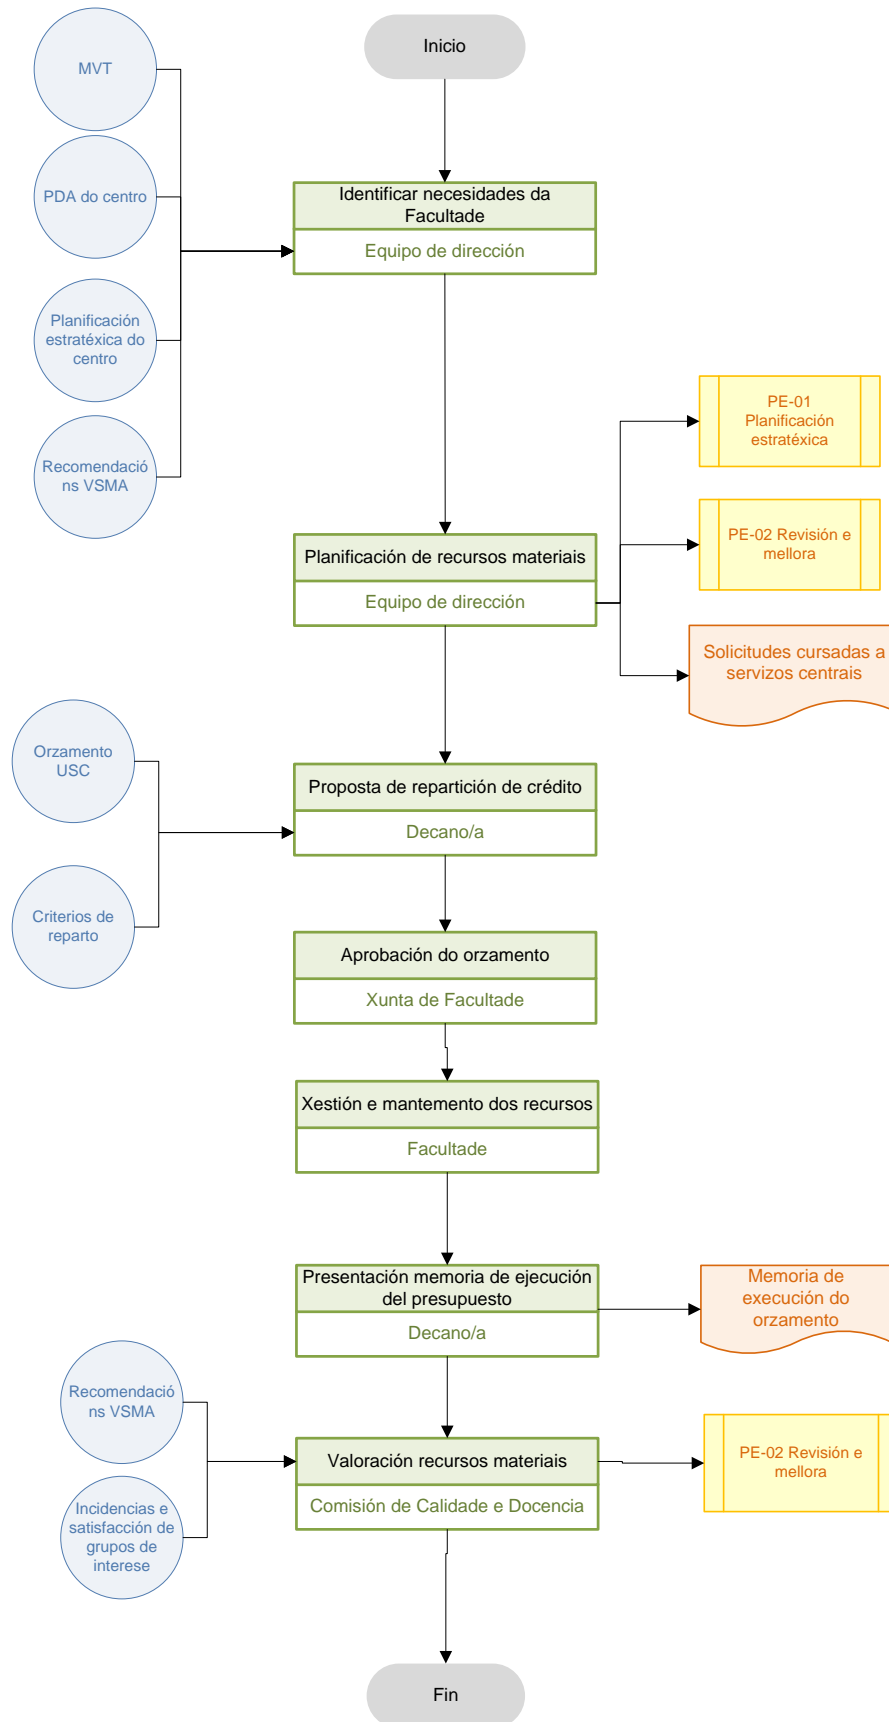 Inicio
MVT
PDA do centro
Planificación
estratéxica do
centro
Recomendació
ns VSMA
Identificar necesidades da
Facultade
Equipo de dirección
PE-01
Planificación
estratéxica
PE-02 Revisión e
mellora
Solicitudes cursadas a
servizos centrais
Planificación de recursos materiais
Equipo de dirección
Orzamento
USC
Criterios de
reparto
Proposta de repartición de crédito
Decano/a
Aprobación do orzamento
Xunta de Facultade
Xestión e mantemento dos recursos
Facultade
Presentación memoria de ejecución
del presupuesto
Decano/a
Memoria de
execución do
orzamento
Recomendació
ns VSMA
Incidencias e
satisfacción de
grupos de
interese
Valoración recursos materiais
Comisión de Calidade e Docencia
PE-02 Revisión e
mellora
Fin